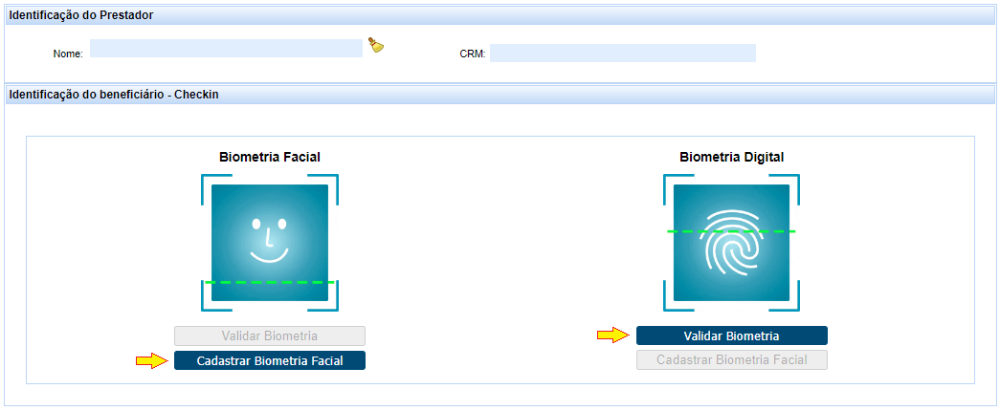 Identificação do Prestador
Nome: CRM:
Identificação do beneficiário - Checkin
Biometria Facial Biometria Digital
Validar Biometria Validar Biometria
Cadastrar Biometria Facial Cadastrar Biometria Facial